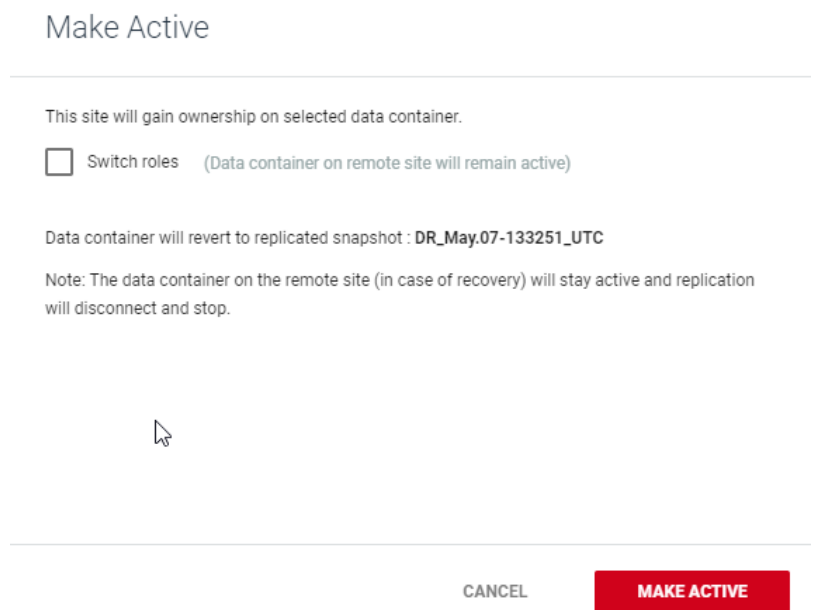 Make Active
This site will gain ownership on selected data container.
Switch roles (Data container on remote site will remain active)
Data container will revert to replicated snapshot : DR_May.07-133251_UTC
Note: The data container on the remote site (in case of recovery) will stay active and replication
will disconnect and stop.
CANCEL MAKE ACTIVE